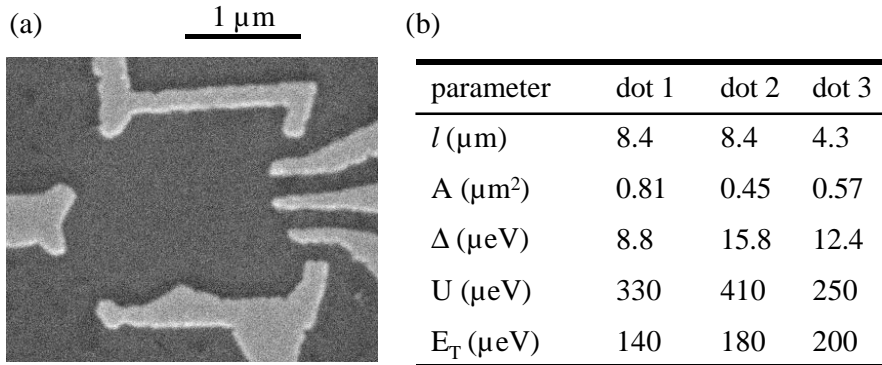 (a) 1 µm (b)
parameter dot 1 dot 2 dot 3
l (µm) 8.4 8.4 4.3
A (µm²) 0.81 0.45 0.57
Δ (µeV) 8.8 15.8 12.4
U (µeV) 330 410 250
E_T (µeV) 140 180 200